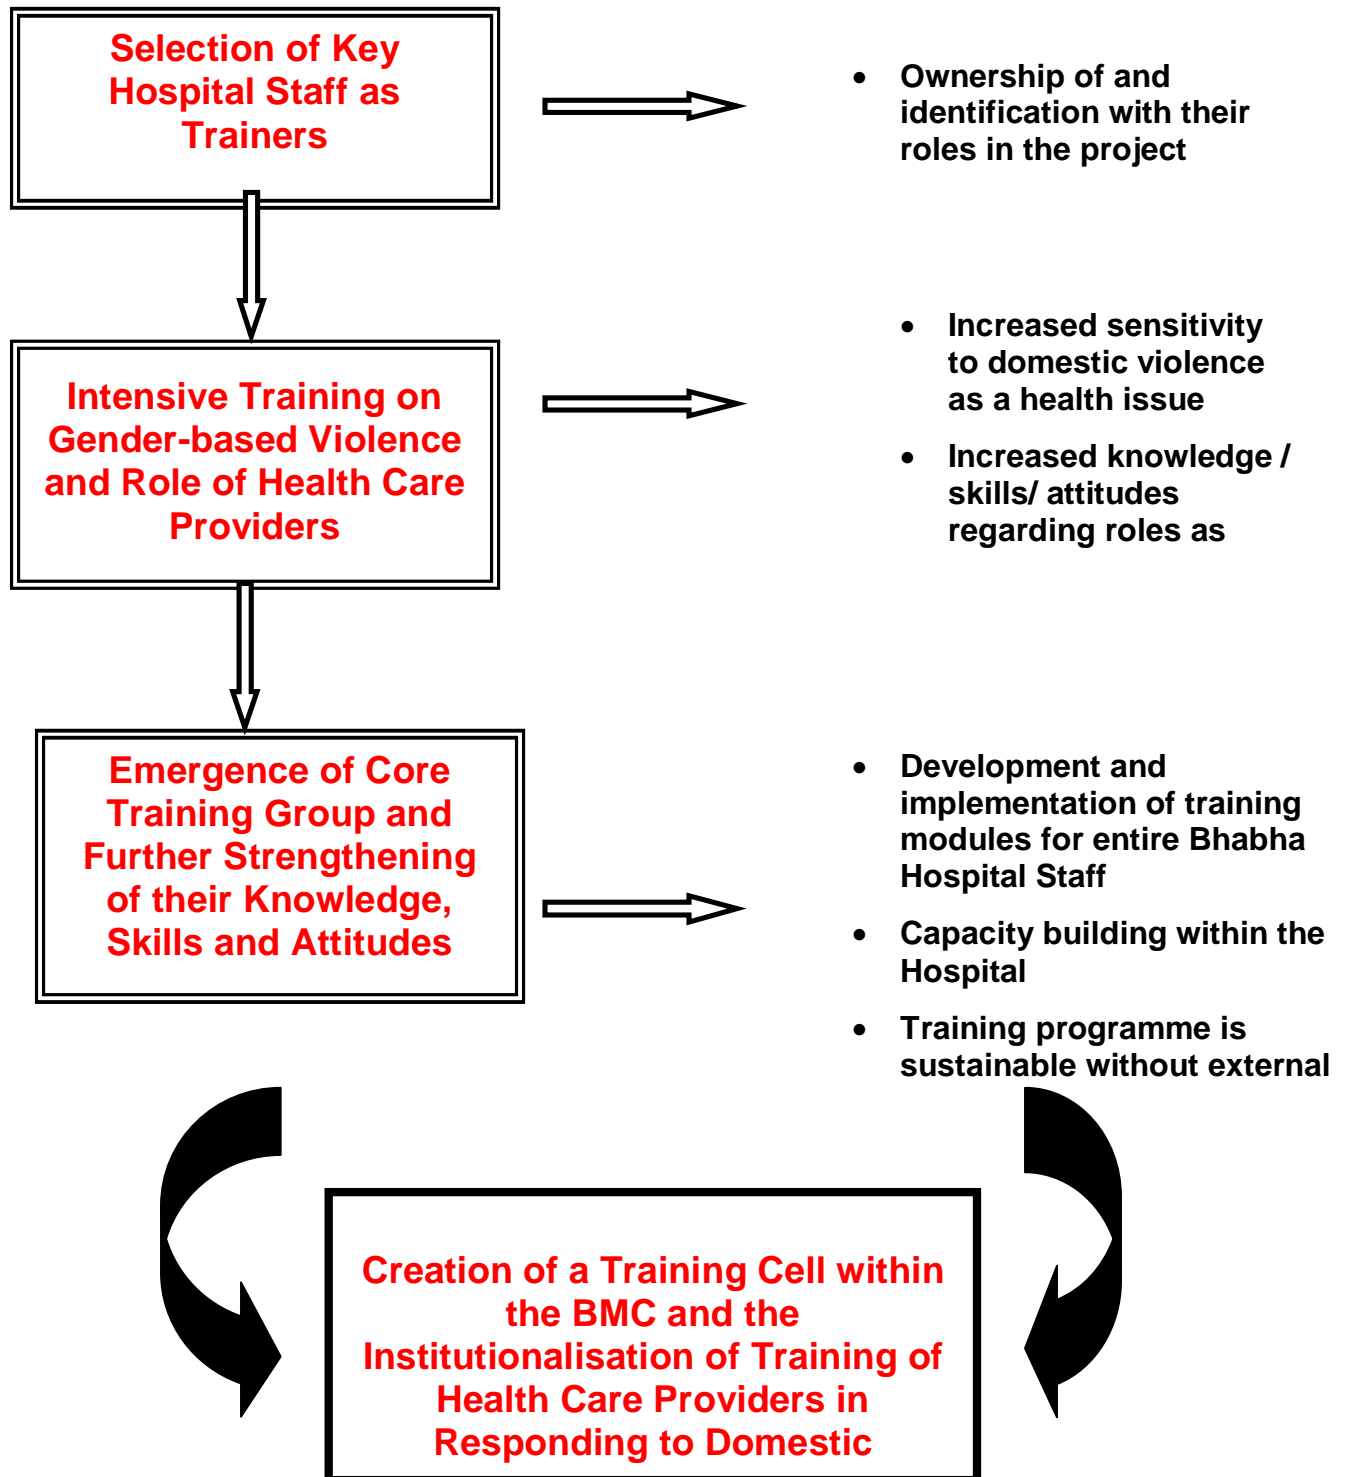 Selection of Key
Hospital Staff as
Trainers
• Ownership of and
identification with their
roles in the project
Intensive Training on
Gender-based Violence
and Role of Health Care
Providers
• Increased sensitivity
to domestic violence
as a health issue
• Increased knowledge /
skills/ attitudes
regarding roles as
Emergence of Core
Training Group and
Further Strengthening
of their Knowledge,
Skills and Attitudes
• Development and
implementation of training
modules for entire Bhabha
Hospital Staff
• Capacity building within the
Hospital
• Training programme is
sustainable without external
Creation of a Training Cell within
the BMC and the
Institutionalisation of Training of
Health Care Providers in
Responding to Domestic